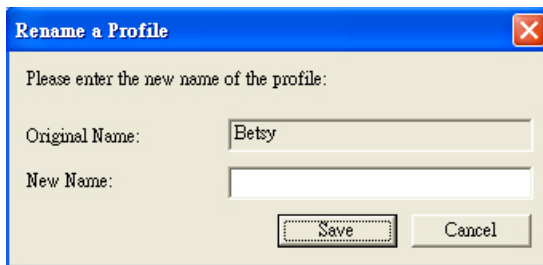 Rename a Profile
Please enter the new name of the profile:
Original Name: Betsy
New Name:
Save Cancel